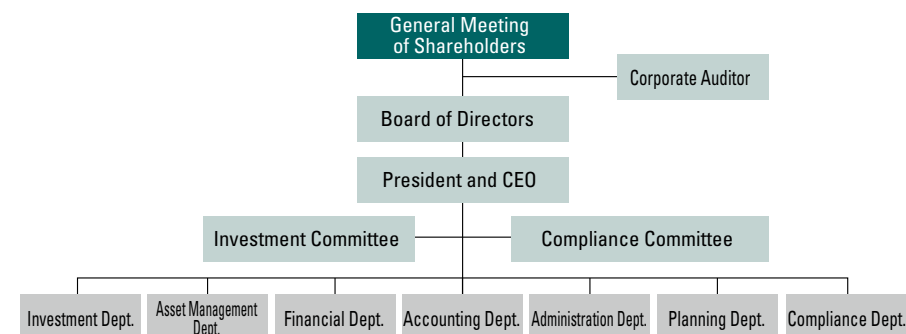 General Meeting
of Shareholders
Corporate Auditor
Board of Directors
President and CEO
Investment Committee
Compliance Committee
Investment Dept.
Asset Management
Dept.
Financial Dept.
Accounting Dept.
Administration Dept.
Planning Dept.
Compliance Dept.